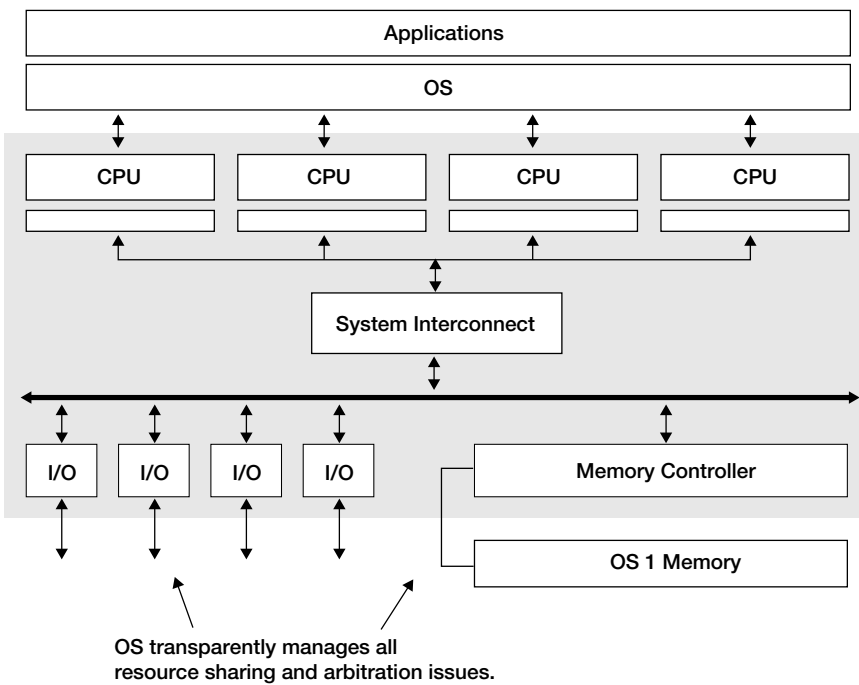 Applications
OS
CPU
CPU
CPU
CPU
System Interconnect
I/O
I/O
I/O
I/O
Memory Controller
OS 1 Memory
OS transparently manages all
resource sharing and arbitration issues.